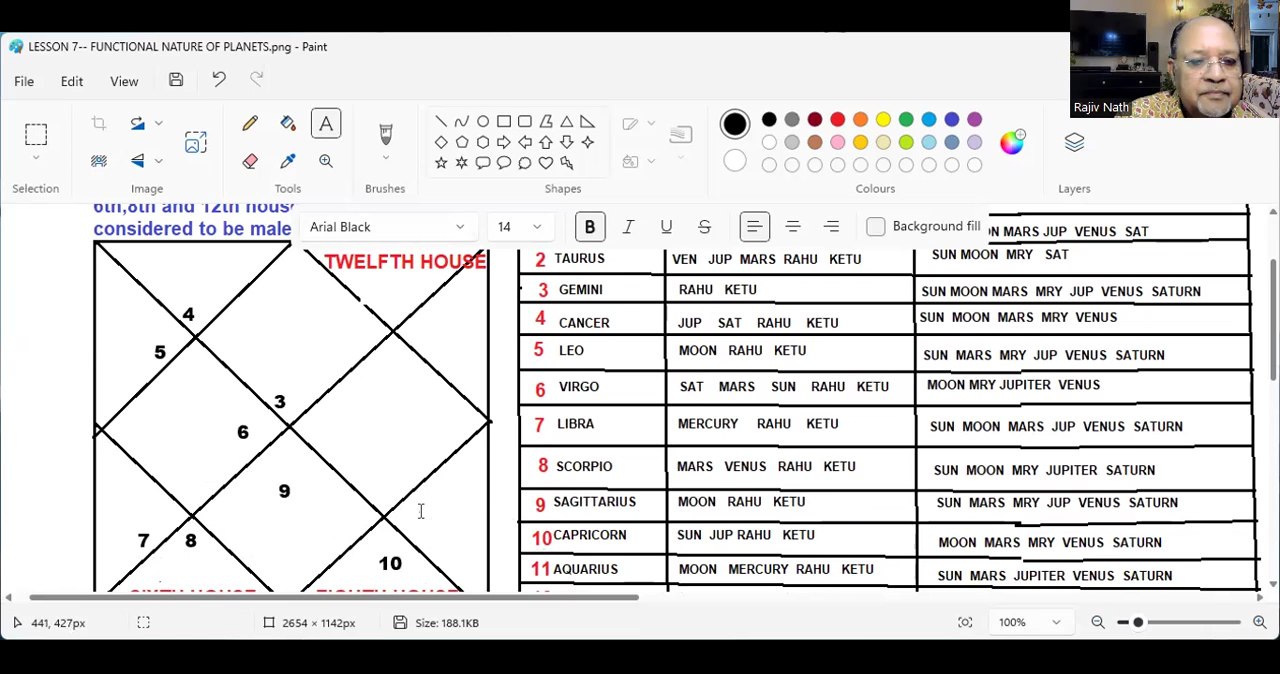 LESSON 7-- FUNCTIONAL NATURE OF PLANETS.png - Paint
File Edit View
Rajiv Nath
Selection Image Tools Brushes Shapes Colours Layers
Arial Black 14 B I U S Background fill
6th,8th and 12th hous
considered to be male
TWELFTH HOUSE
4
5
3
6
9
7 8
10
SIXTH HOUSE EIGHTH HOUSE
MARS JUP VENUS SAT
2 TAURUS VEN JUP MARS RAHU KETU SUN MOON MRY SAT
3 GEMINI RAHU KETU SUN MOON MARS MRY JUP VENUS SATURN
4 CANCER JUP SAT RAHU KETU SUN MOON MARS MRY VENUS
5 LEO MOON RAHU KETU SUN MARS MRY JUP VENUS SATURN
6 VIRGO SAT MARS SUN RAHU KETU MOON MRY JUPITER VENUS
7 LIBRA MERCURY RAHU KETU SUN MOON MARS JUP VENUS SATURN
8 SCORPIO MARS VENUS RAHU KETU SUN MOON MRY JUPITER SATURN
9 SAGITTARIUS MOON RAHU KETU SUN MARS MRY JUP VENUS SATURN
10 CAPRICORN SUN JUP RAHU KETU MOON MARS MRY VENUS SATURN
11 AQUARIUS MOON MERCURY RAHU KETU SUN MARS JUPITER VENUS SATURN
441, 427px 2654 × 1142px Size: 188.1KB 100%